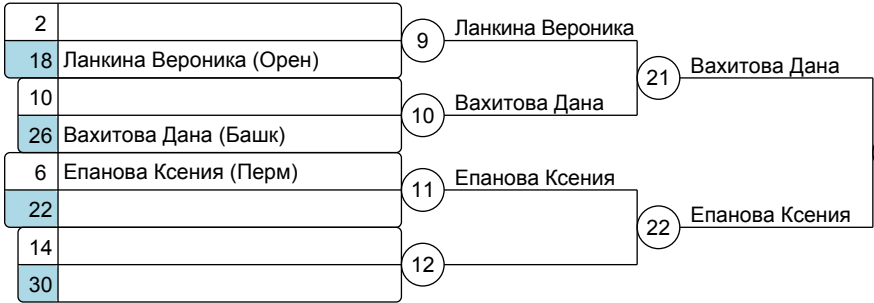 2
18 Ланкина Вероника (Орен)
9
Ланкина Вероника
10
26 Вахитова Дана (Башк)
10
Вахитова Дана
21
Вахитова Дана
6 Епанова Ксения (Перм)
22
11
Епанова Ксения
14
30
12
22
Епанова Ксения